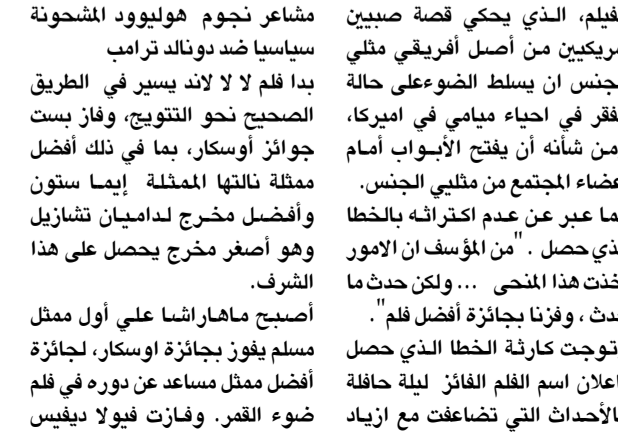 لفيلم، الذي يحكي قصة صبيين
مريكيين من أصل أفريقي مثلي
لجنس ان يسلط الضوءعلى حالة
لفقر في احياء ميامي في اميركا،
من شأنه أن يفتح الأبواب أمام
عضاء المجتمع من مثليي الجنس.
ما عبر عن عدم اكتراثه بالخطا
لذي حصل . "من المؤسف ان الامور
خذت هذا المنحى ... ولكن حدث ما
دث ، وفزنا بجائزة أفضل فلم".
توجت كارثة الخطا الذي حصل
اعلان اسم الفلم الفائز ليلة حافلة
الأحداث التي تضاعفت مع ازياد
مشاعر نجوم هوليوود المشحونة
سياسيا ضد دونالد ترامب
بدا فلم لا لا لاند يسير في الطريق
الصحيح نحو التتويج، وفاز بست
جوائز أوسكار، بما في ذلك أفضل
ممثلة نالتها الممثلة إيما ستون
وأفضل مخرج لداميان تشازيل
وهو أصغر مخرج يحصل على هذا
الشرف.
أصبح ماهاراشا علي أول ممثل
مسلم يفوز بجائزة اوسكار، لجائزة
أفضل ممثل مساعد عن دوره في فلم
ضوء القمر. وفازت فيولا ديفيس